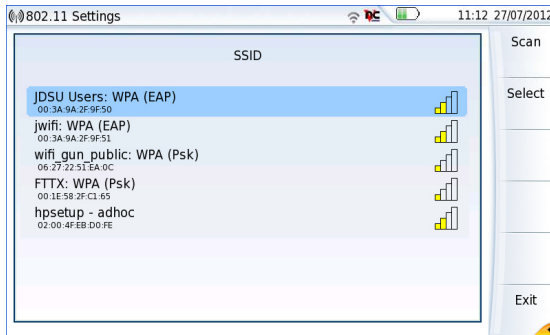 802.11 Settings
DC
11:12 27/07/2012
SSID
JDSU Users: WPA (EAP)
00:3A:9A:2F:9F:50
jwifi: WPA (EAP)
00:3A:9A:2F:9F:51
wifi_gun_public: WPA (Psk)
06:27:22:51:EA:0C
FTTX: WPA (Psk)
00:1E:58:2F:C1:65
hpsetup - adhoc
02:00:4F:EB:D0:FE
Scan
Select
Exit